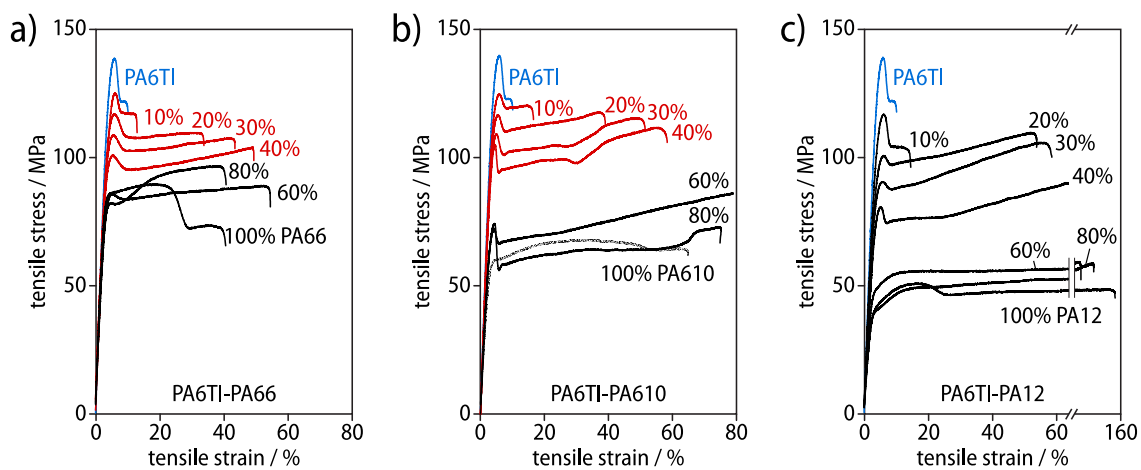 a)
150
100
50
0
tensile stress / MPa
PA6TI
10%
20%
30%
40%
80%
60%
100% PA66
PA6TI-PA66
0
20
40
60
80
tensile strain / %
b)
150
100
50
0
tensile stress / MPa
PA6TI
10%
20%
30%
40%
60%
80%
100% PA610
PA6TI-PA610
0
20
40
60
80
tensile strain / %
c)
150
100
50
0
tensile stress / MPa
PA6TI
10%
20%
30%
40%
60%
80%
100% PA12
PA6TI-PA12
0
20
40
60
160
tensile strain / %